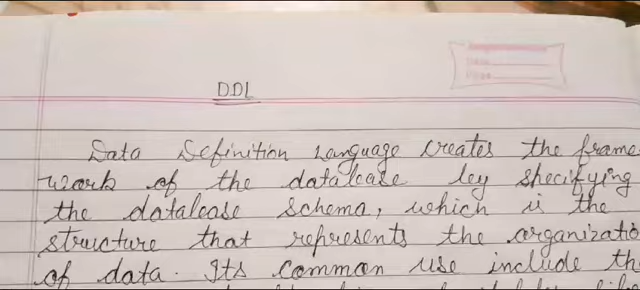 DDL
Data Definition Language creates the frame
work of the database by specifying
the database schema, which is the
structure that represents the organizatio
of data. Its common use include th